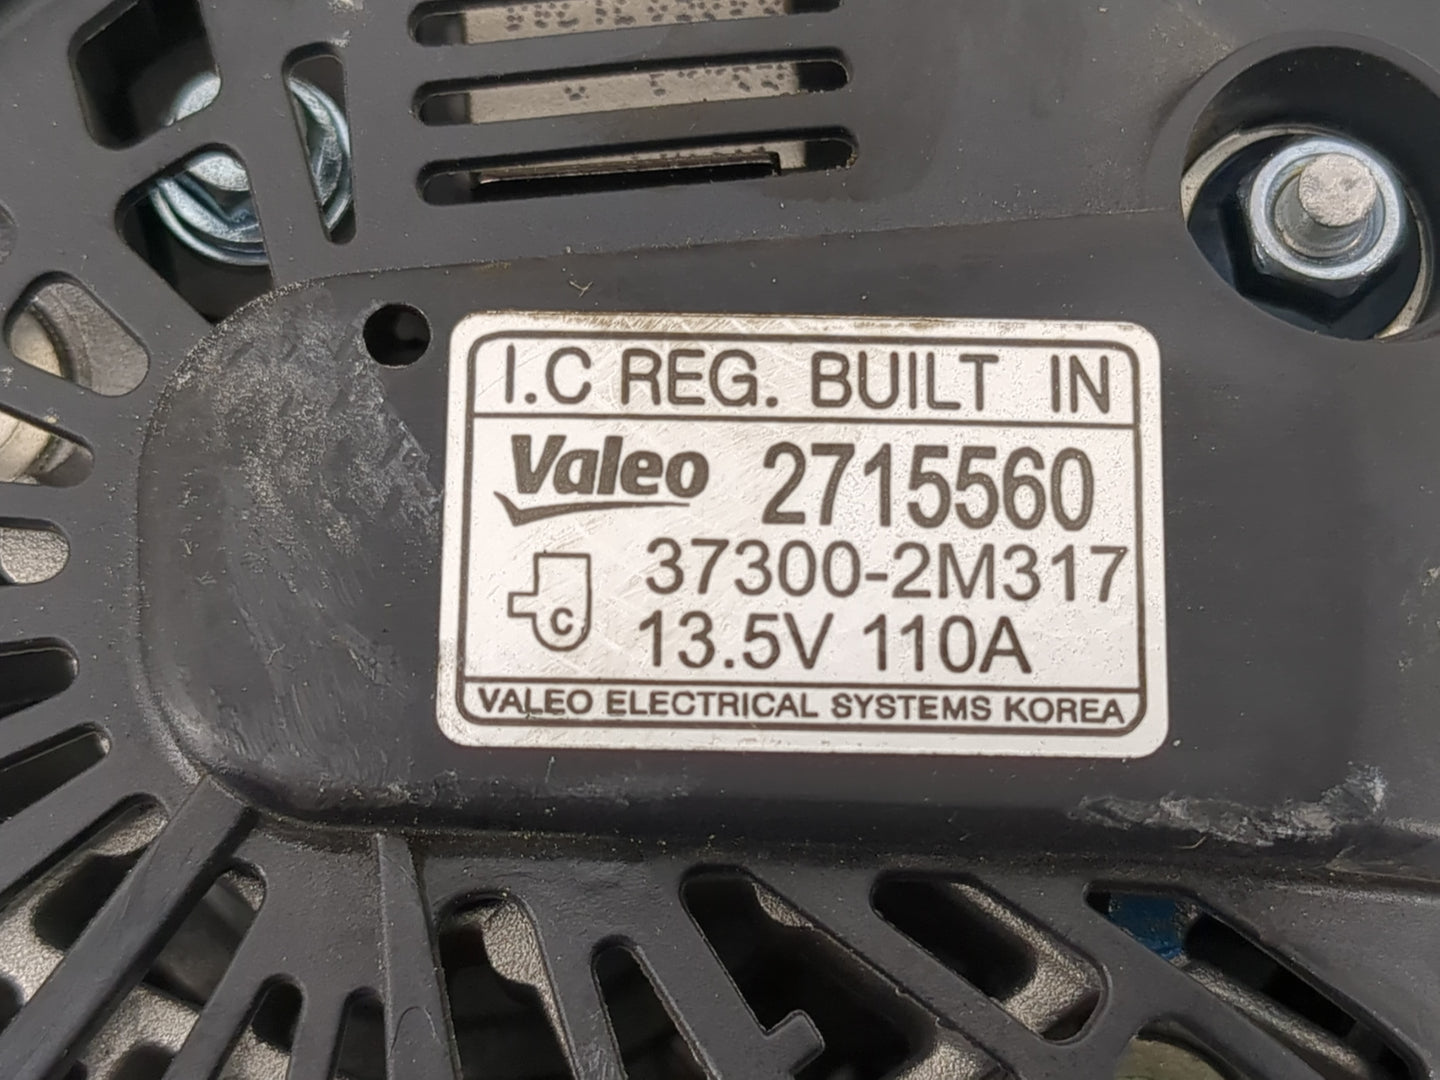 I.C REG. BUILT IN
Valeo 2715560
37300-2M317
C
13.5V 110A
VALEO ELECTRICAL SYSTEMS KOREA